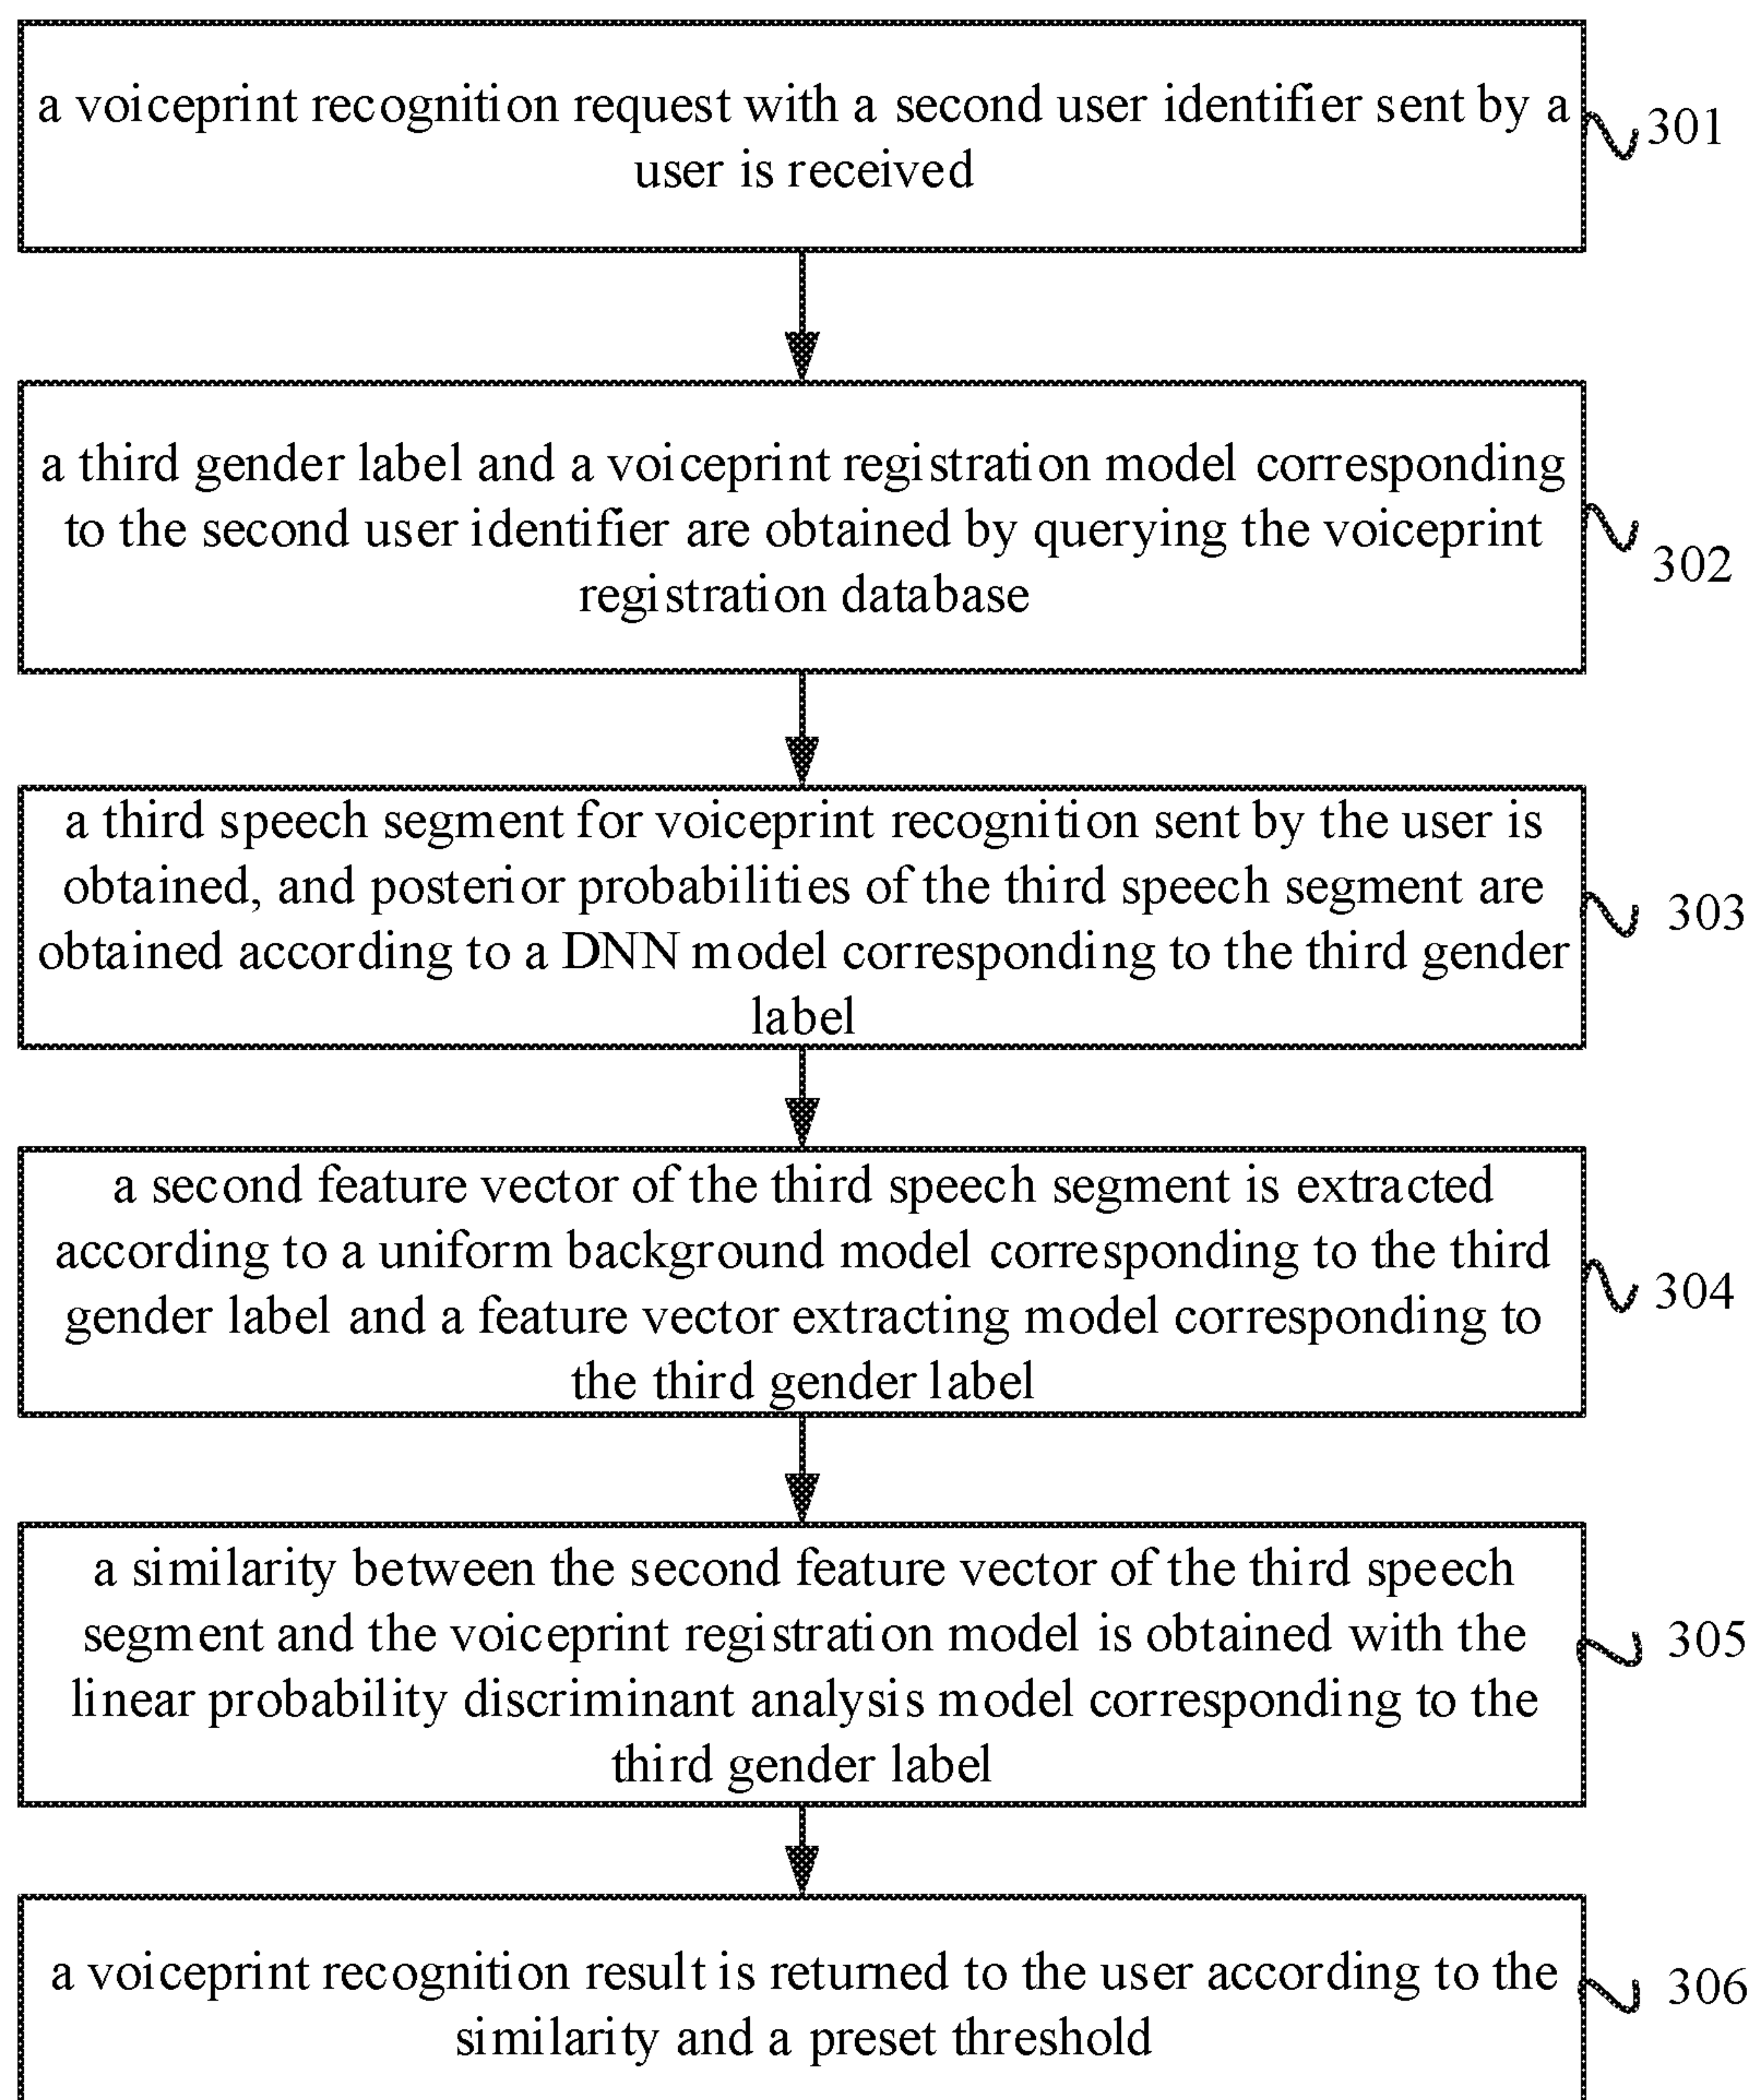 a voiceprint recognition request with a second user identifier sent by a
user is received
301
a third gender label and a voiceprint registration model corresponding
to the second user identifier are obtained by querying the voiceprint
registration database
302
a third speech segment for voiceprint recognition sent by the user is
obtained, and posterior probabilities of the third speech segment are
obtained according to a DNN model corresponding to the third gender
label
303
a second feature vector of the third speech segment is extracted
according to a uniform background model corresponding to the third
gender label and a feature vector extracting model corresponding to
the third gender label
304
a similarity between the second feature vector of the third speech
segment and the voiceprint registration model is obtained with the
linear probability discriminant analysis model corresponding to the
third gender label
305
a voiceprint recognition result is returned to the user according to the
similarity and a preset threshold
306